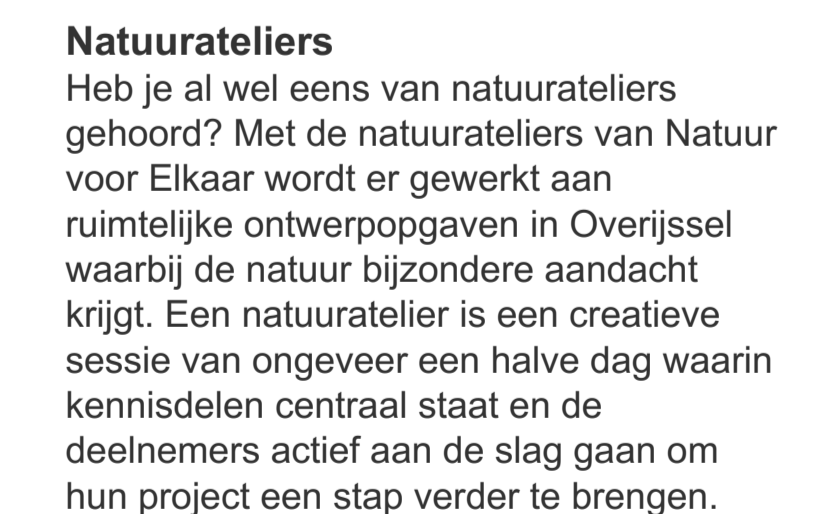 Natuurateliers
Heb je al wel eens van natuurateliers
gehoord? Met de natuurateliers van Natuur
voor Elkaar wordt er gewerkt aan
ruimtelijke ontwerpopgaven in Overijssel
waarbij de natuur bijzondere aandacht
krijgt. Een natuuratelier is een creatieve
sessie van ongeveer een halve dag waarin
kennisdelen centraal staat en de
deelnemers actief aan de slag gaan om
hun project een stap verder te brengen.